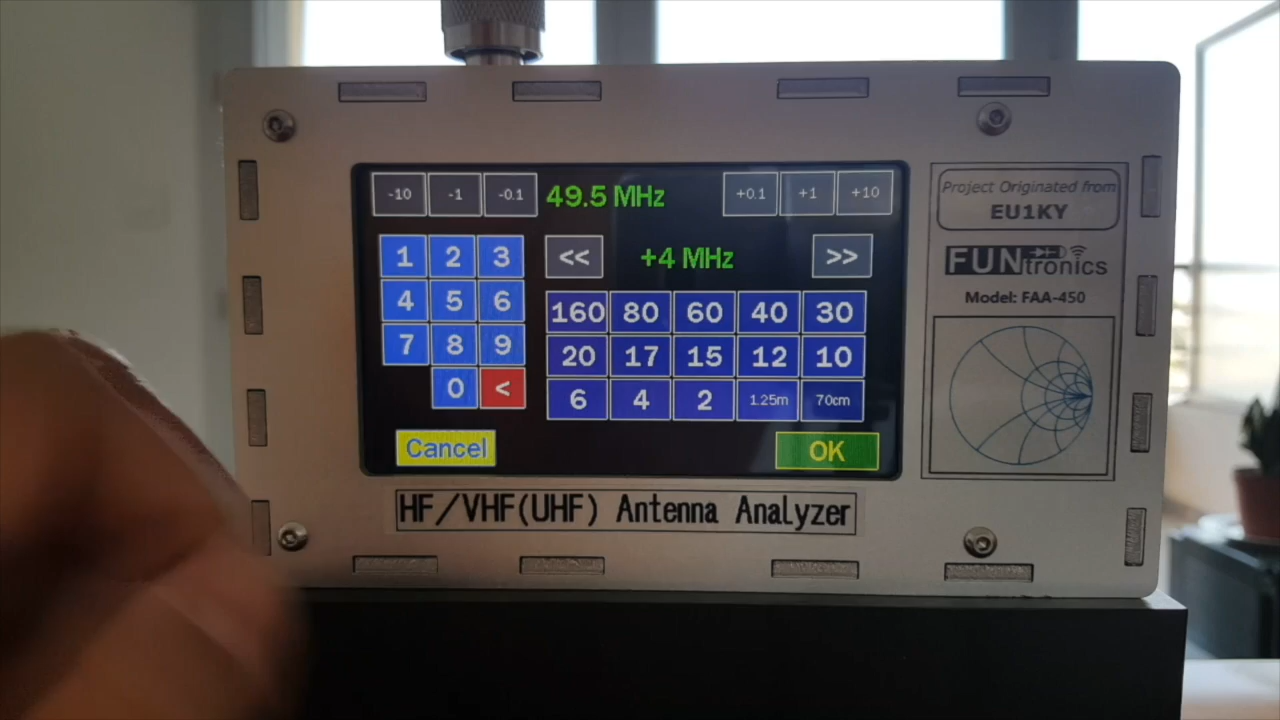 -10 -1 -0.1 49.5 MHz +0.1 +1 +10
1 2 3 << +4 MHz >>
4 5 6 160 80 60 40 30
7 8 9 20 17 15 12 10
0 < 6 4 2 1.25m 70cm
Cancel OK
HF/VHF(UHF) Antenna Analyzer
Project Originated from
EU1KY
FUNtronics
Model: FAA-450